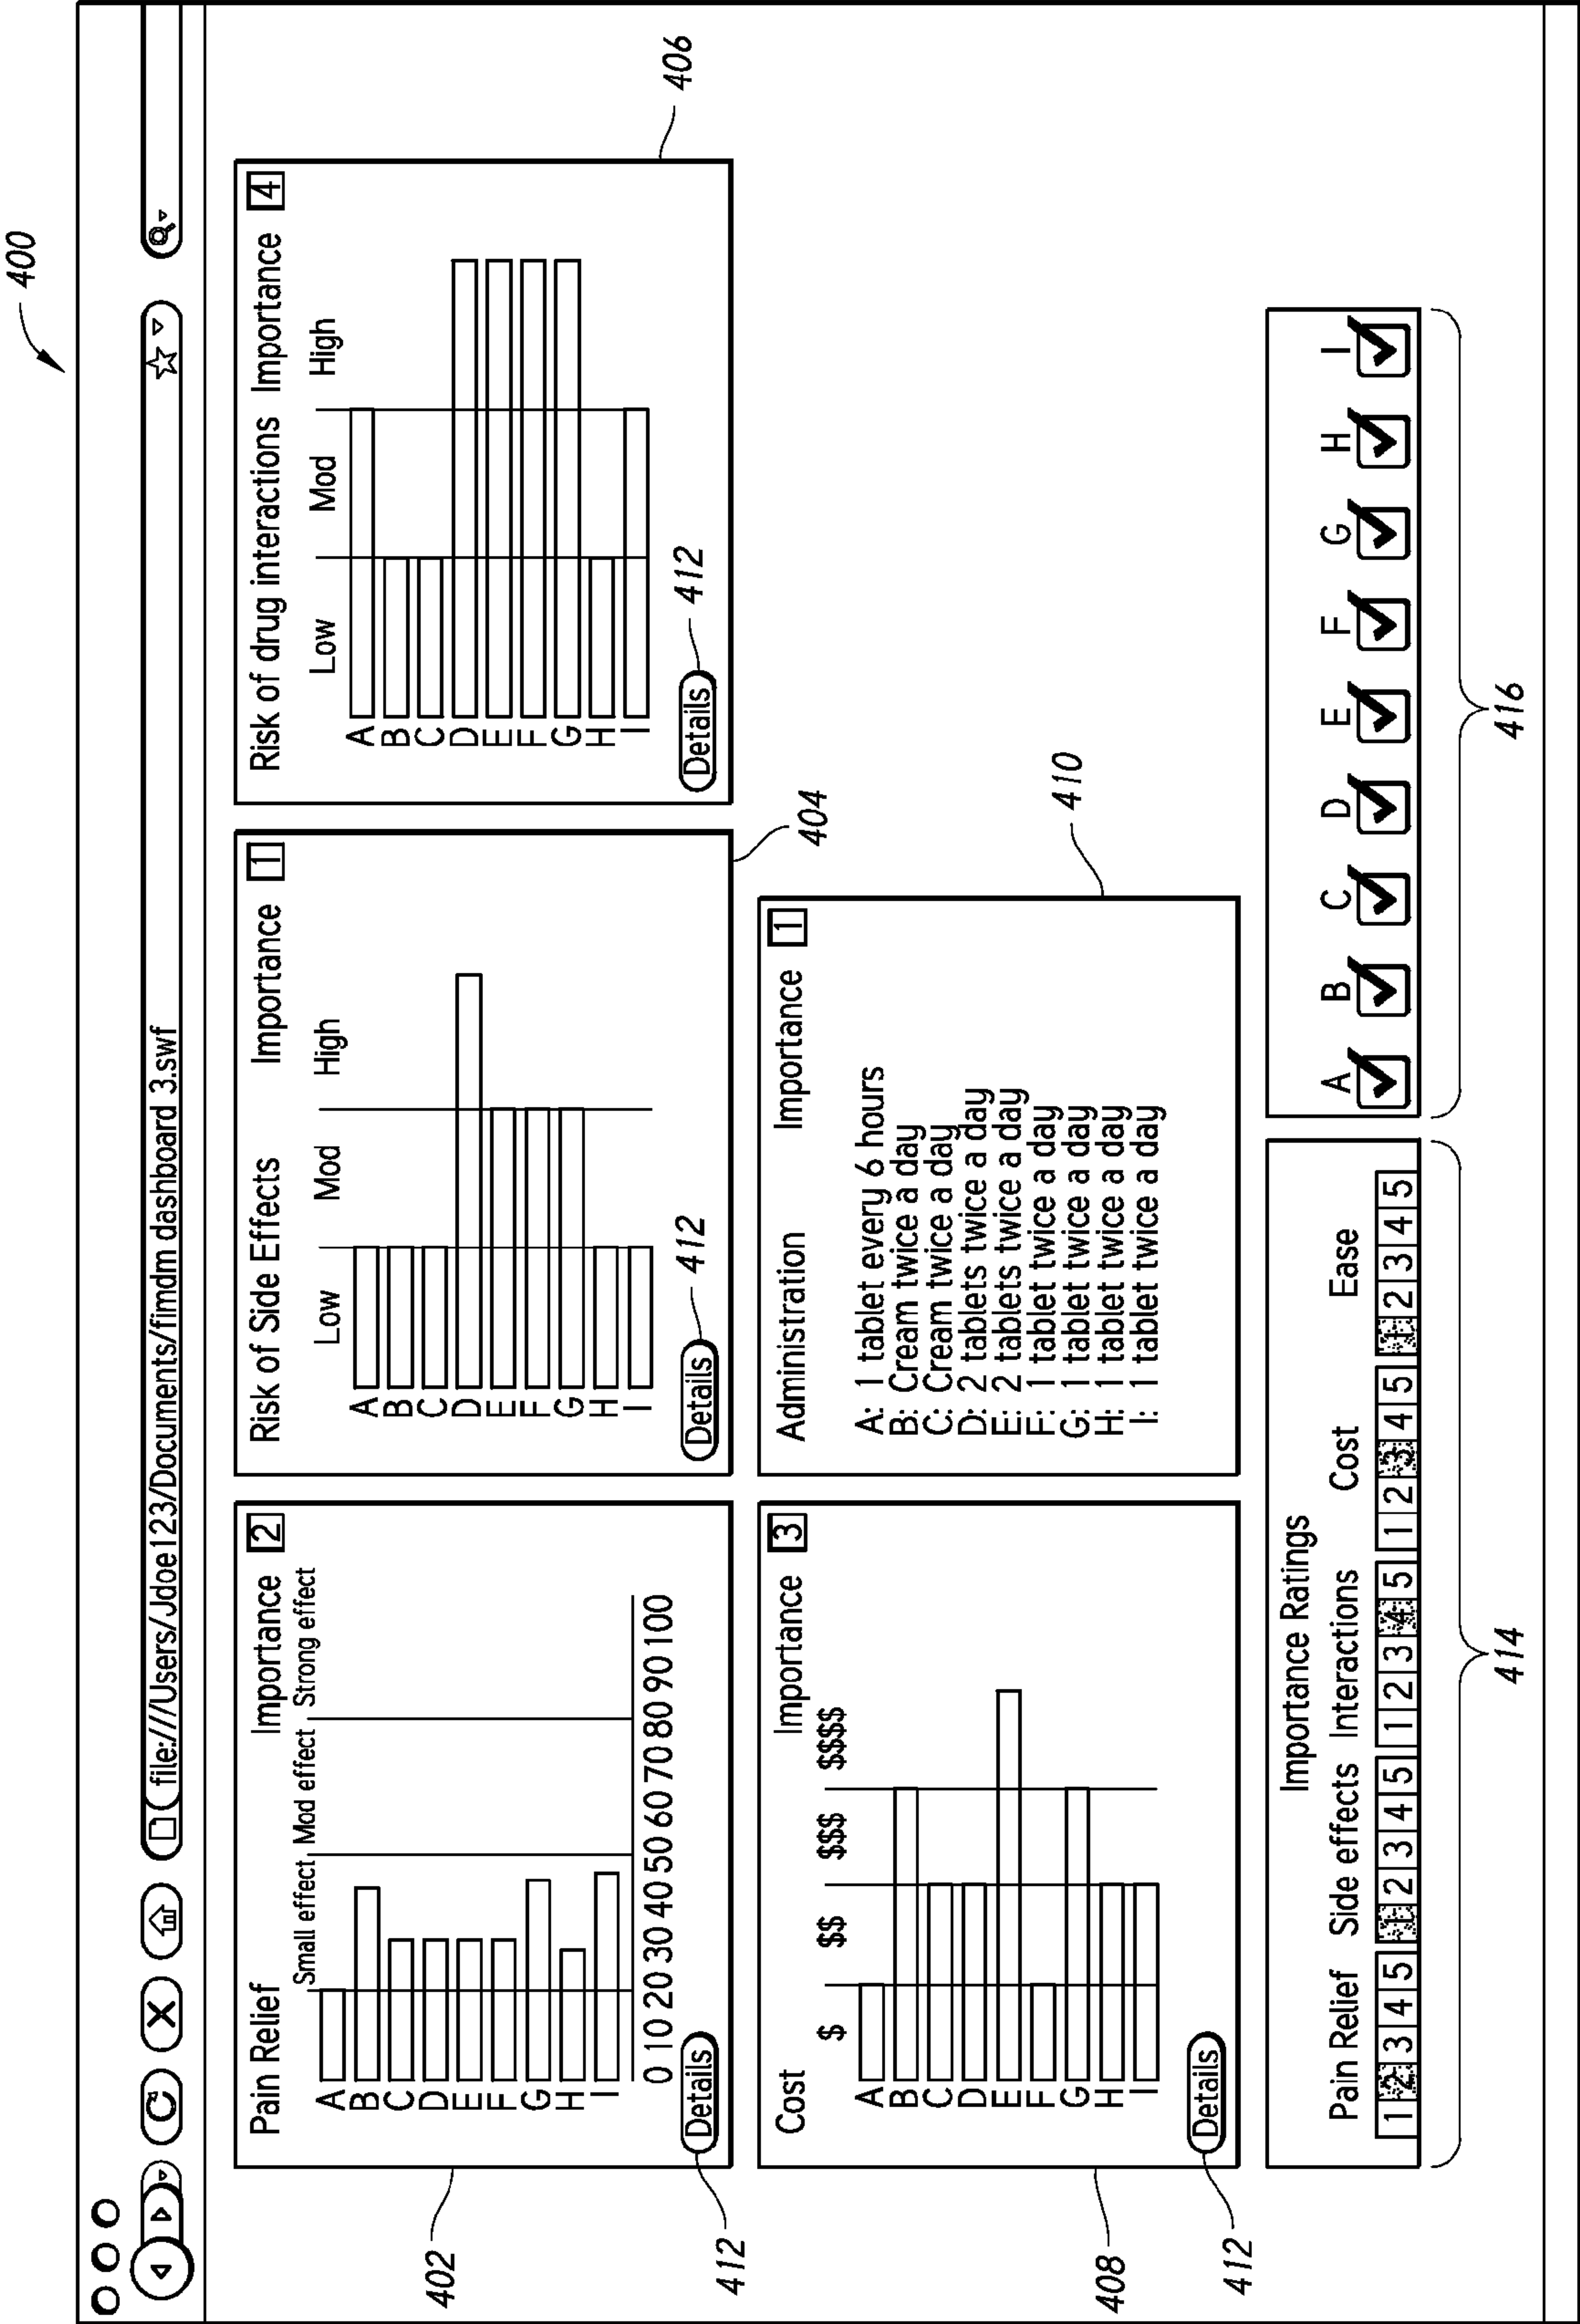 400
file:///Users/Jdoe123/Documents/fimdm dashboard 3.swf
402
Pain Relief Importance 2
Small effect Mod effect Strong effect
A
B
C
D
E
F
G
H
I
0 10 20 30 40 50 60 70 80 90 100
Details
412
Risk of Side Effects Importance 1
Low Mod High
A
B
C
D
E
F
G
H
I
Details
412
404
Risk of drug interactions Importance 4
Low Mod High
A
B
C
D
E
F
G
H
I
Details
412
406
Cost Importance 3
$ $$ $$$ $$$$
A
B
C
D
E
F
G
H
I
Details
408
412
Administration Importance 1
A: 1 tablet every 6 hours
B: Cream twice a day
C: Cream twice a day
D: 2 tablets twice a day
E: 2 tablets twice a day
F: 1 tablet twice a day
G: 1 tablet twice a day
H: 1 tablet twice a day
I: 1 tablet twice a day
410
Importance Ratings
Pain Relief Side effects Interactions Cost Ease
1 2 3 4 5 1 2 3 4 5 1 2 3 4 5 1 2 3 4 5 1 2 3 4 5
414
A B C D E F G H I
416